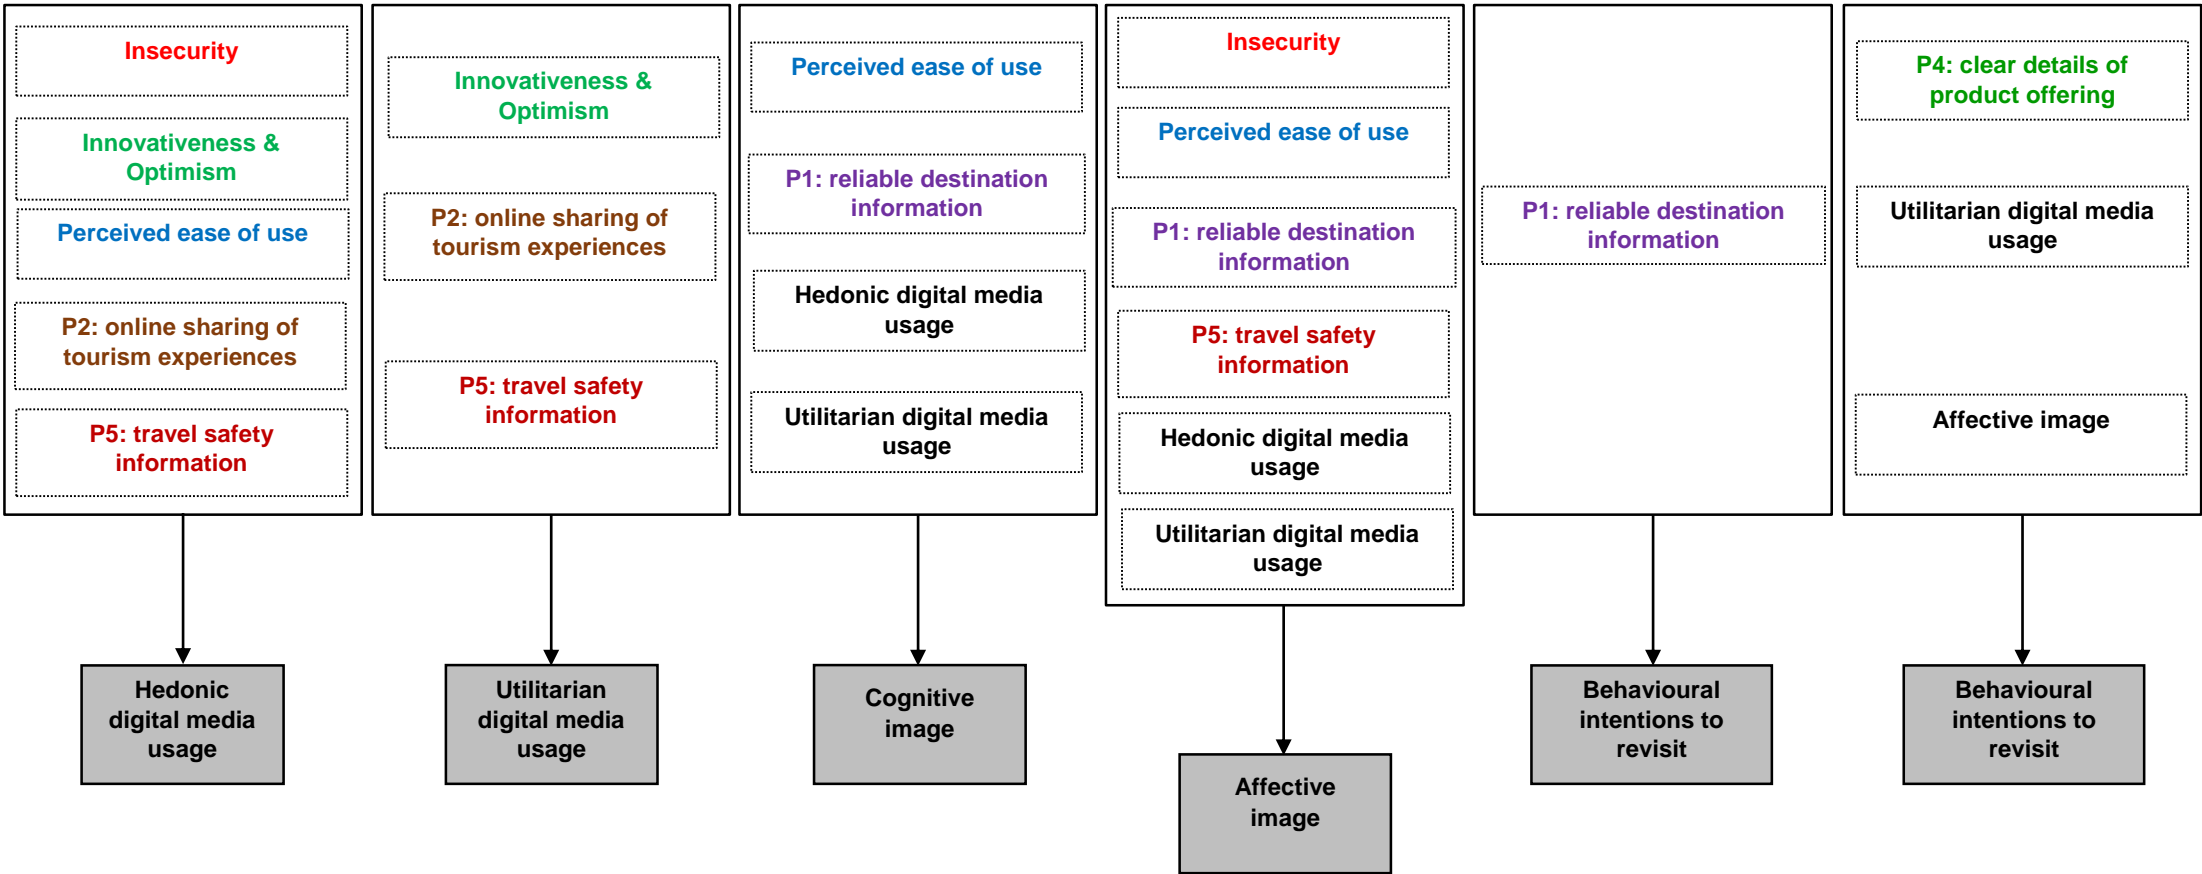 Insecurity
Innovativeness &
Optimism
Perceived ease of use
P2: online sharing of
tourism experiences
P5: travel safety
information
Hedonic
digital media
usage
Innovativeness &
Optimism
P2: online sharing of
tourism experiences
P5: travel safety
information
Utilitarian
digital media
usage
Perceived ease of use
P1: reliable destination
information
Hedonic digital media
usage
Utilitarian digital media
usage
Cognitive
image
Insecurity
Perceived ease of use
P1: reliable destination
information
P5: travel safety
information
Hedonic digital media
usage
Utilitarian digital media
usage
Affective
image
P1: reliable destination
information
Behavioural
intentions to
revisit
P4: clear details of
product offering
Utilitarian digital media
usage
Affective image
Behavioural
intentions to
revisit